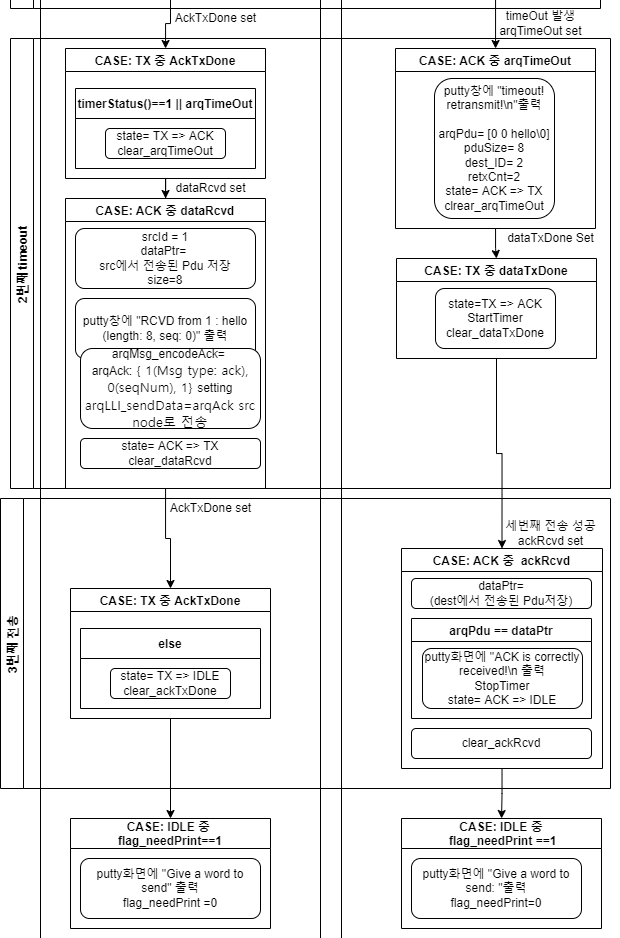 AckTxDone set
CASE: TX 중 AckTxDone
timerStatus()==1 || arqTimeOut
state= TX => ACK
clear_arqTimeOut
dataRcvd set
CASE: ACK 중 dataRcvd
srcId = 1
dataPtr=
src에서 전송된 Pdu 저장
size=8
putty창에 "RCVD from 1 : hello
(length: 8, seq: 0)" 출력
arqMsg_encodeAck=
arqAck: { 1(Msg type: ack),
0(seqNum), 1} setting
arqLLI_sendData=arqAck src
node로 전송
state= ACK => TX
clear_dataRcvd
timeOut 발생
arqTimeOut set
CASE: ACK 중 arqTimeOut
putty창에 "timeout!
retransmit!\n"출력
arqPdu= [0 0 hello\0]
pduSize= 8
dest_ID= 2
retxCnt=2
state= ACK => TX
clrear_arqTimeOut
dataTxDone Set
CASE: TX 중 dataTxDone
state=TX => ACK
StartTimer
clear_dataTxDone
2번째 timeout
AckTxDone set
CASE: TX 중 AckTxDone
else
state= TX => IDLE
clear_ackTxDone
세번째 전송 성공
ackRcvd set
CASE: ACK 중 ackRcvd
dataPtr=
(dest에서 전송된 Pdu저장)
arqPdu == dataPtr
putty화면에 "ACK is correctly
received!\n 출력
StopTimer
state= ACK => IDLE
clear_ackRcvd
3번째 전송
CASE: IDLE 중
flag_needPrint==1
putty화면에 "Give a word to
send" 출력
flag_needPrint =0
CASE: IDLE 중
flag_needPrint ==1
putty화면에 "Give a word to
send: "출력
flag_needPrint=0